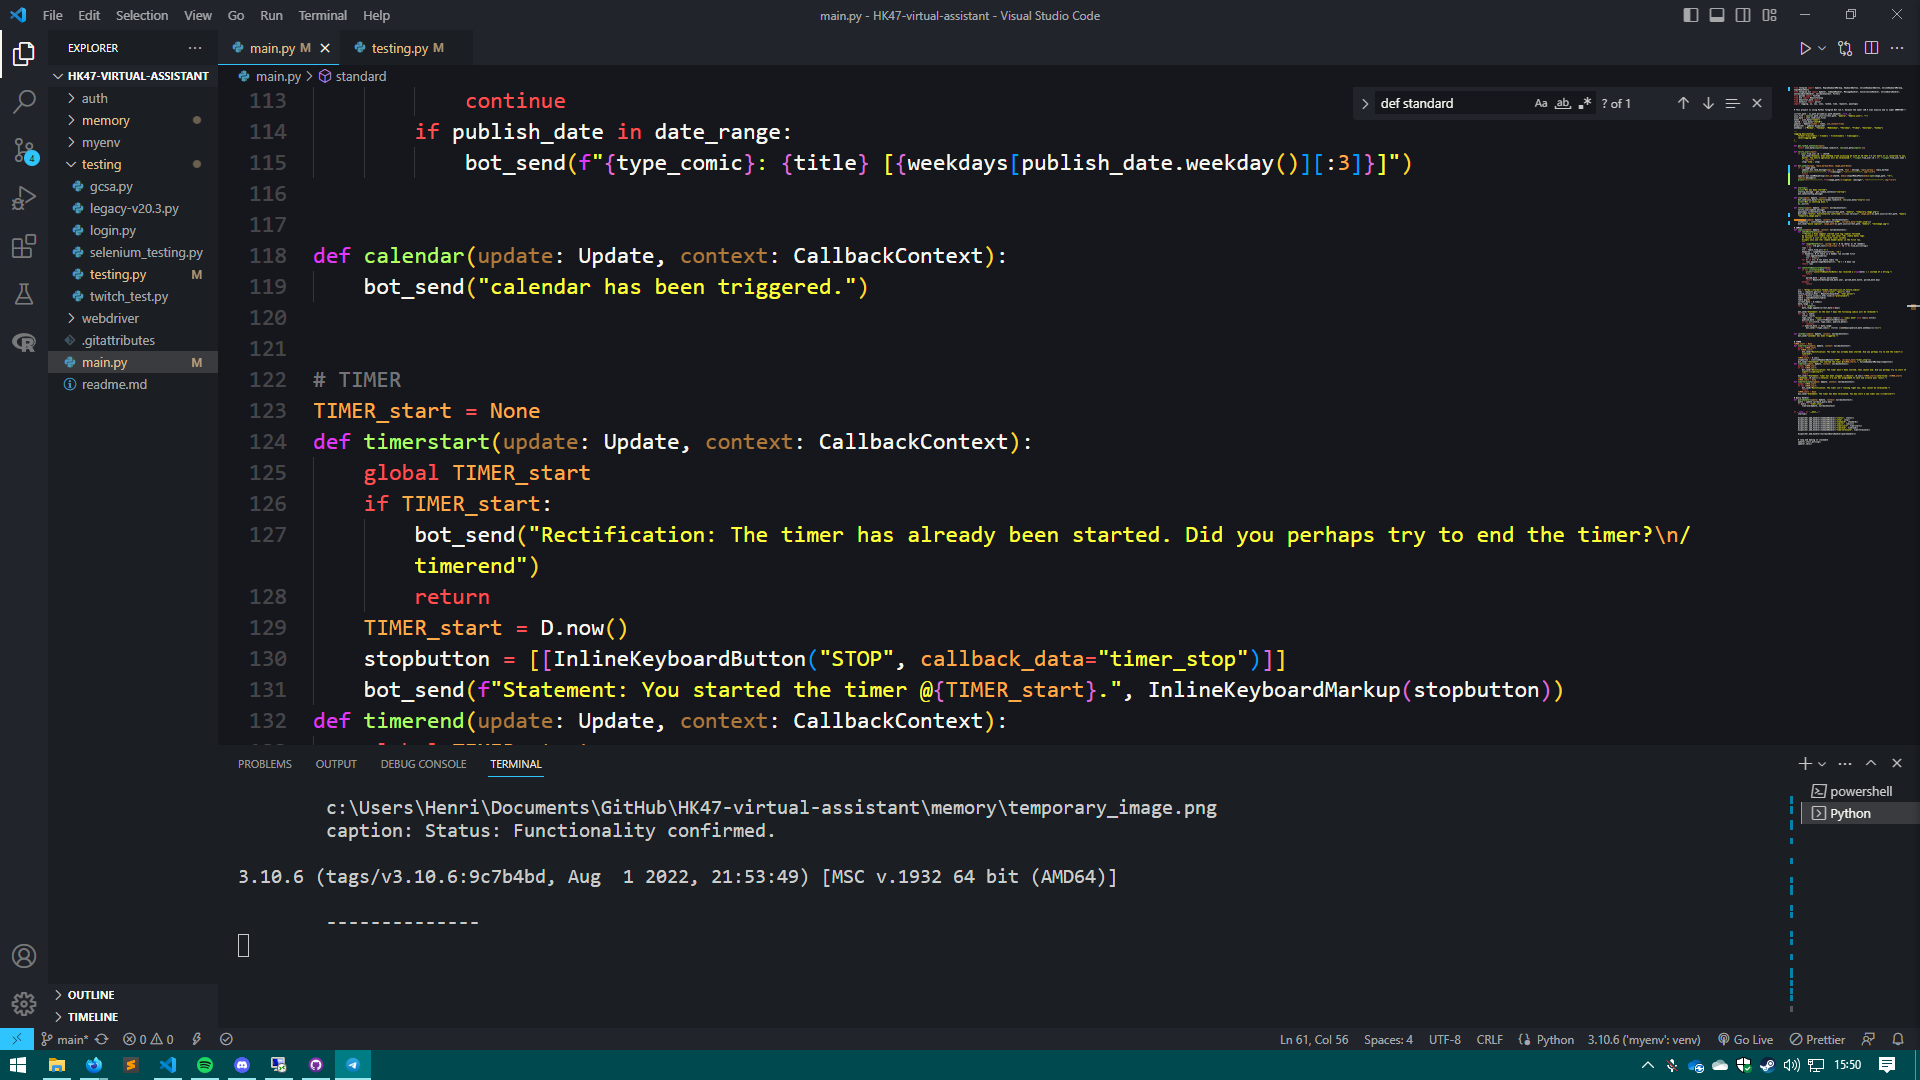 File Edit Selection View Go Run Terminal Help
main.py - HK47-virtual-assistant - Visual Studio Code
EXPLORER
HK47-VIRTUAL-ASSISTANT
auth
memory
myenv
testing
gcsa.py
legacy-v20.3.py
login.py
selenium_testing.py
testing.py M
twitch_test.py
webdriver
.gitattributes
main.py M
readme.md
OUTLINE
TIMELINE
main.py M
testing.py M
main.py > standard
def standard
Aa ab .* ? of 1
113 continue
114 if publish_date in date_range:
115 bot_send(f"{type_comic}: {title} [{weekdays[publish_date.weekday()][:3]}]")
116
117
118 def calendar(update: Update, context: CallbackContext):
119 bot_send("calendar has been triggered.")
120
121
122 # TIMER
123 TIMER_start = None
124 def timerstart(update: Update, context: CallbackContext):
125 global TIMER_start
126 if TIMER_start:
127 bot_send("Rectification: The timer has already been started. Did you perhaps try to end the timer?\n/
timerend")
128 return
129 TIMER_start = D.now()
130 stopbutton = [[InlineKeyboardButton("STOP", callback_data="timer_stop")]]
131 bot_send(f"Statement: You started the timer @{TIMER_start}.", InlineKeyboardMarkup(stopbutton))
132 def timerend(update: Update, context: CallbackContext):
PROBLEMS OUTPUT DEBUG CONSOLE TERMINAL
c:\Users\Henri\Documents\GitHub\HK47-virtual-assistant\memory\temporary_image.png
caption: Status: Functionality confirmed.
3.10.6 (tags/v3.10.6:9c7b4bd, Aug  1 2022, 21:53:49) [MSC v.1932 64 bit (AMD64)]
--------------
powershell
Python
4
main* 0 0
Ln 61, Col 56 Spaces: 4 UTF-8 CRLF Python 3.10.6 ('myenv': venv) Go Live Prettier
15:50